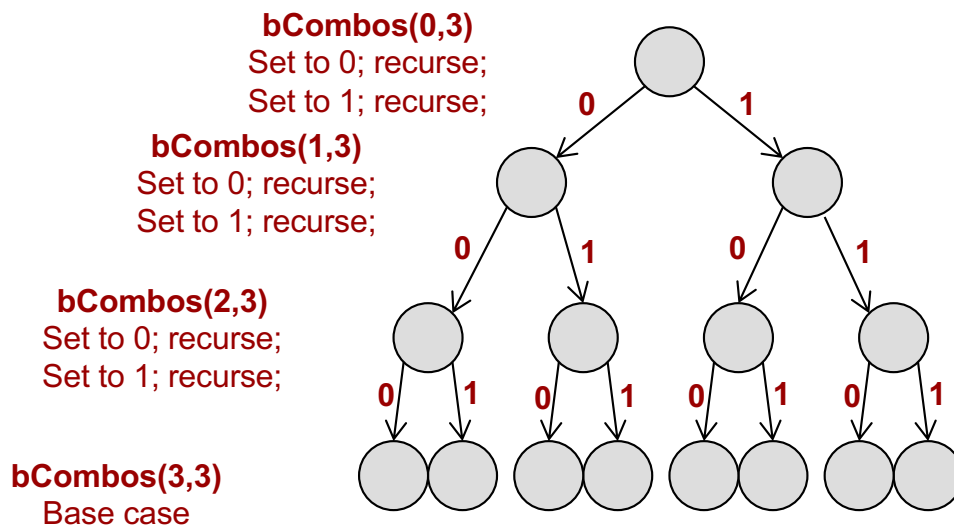 bCombos(0,3)
Set to 0; recurse;
Set to 1; recurse;
0 1
bCombos(1,3)
Set to 0; recurse;
Set to 1; recurse;
0 1 0 1
bCombos(2,3)
Set to 0; recurse;
Set to 1; recurse;
0 1 0 1 0 1 0 1
bCombos(3,3)
Base case